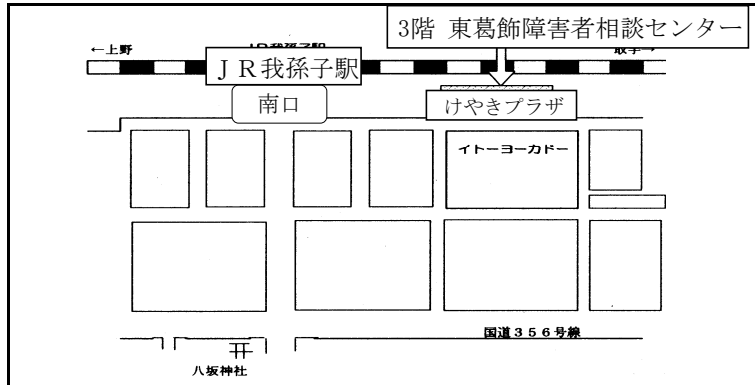 3階 東葛飾障害者相談センター
←上野
取手→
JR我孫子駅
南口
けやきプラザ
イトーヨーカドー
国道356号線
八坂神社